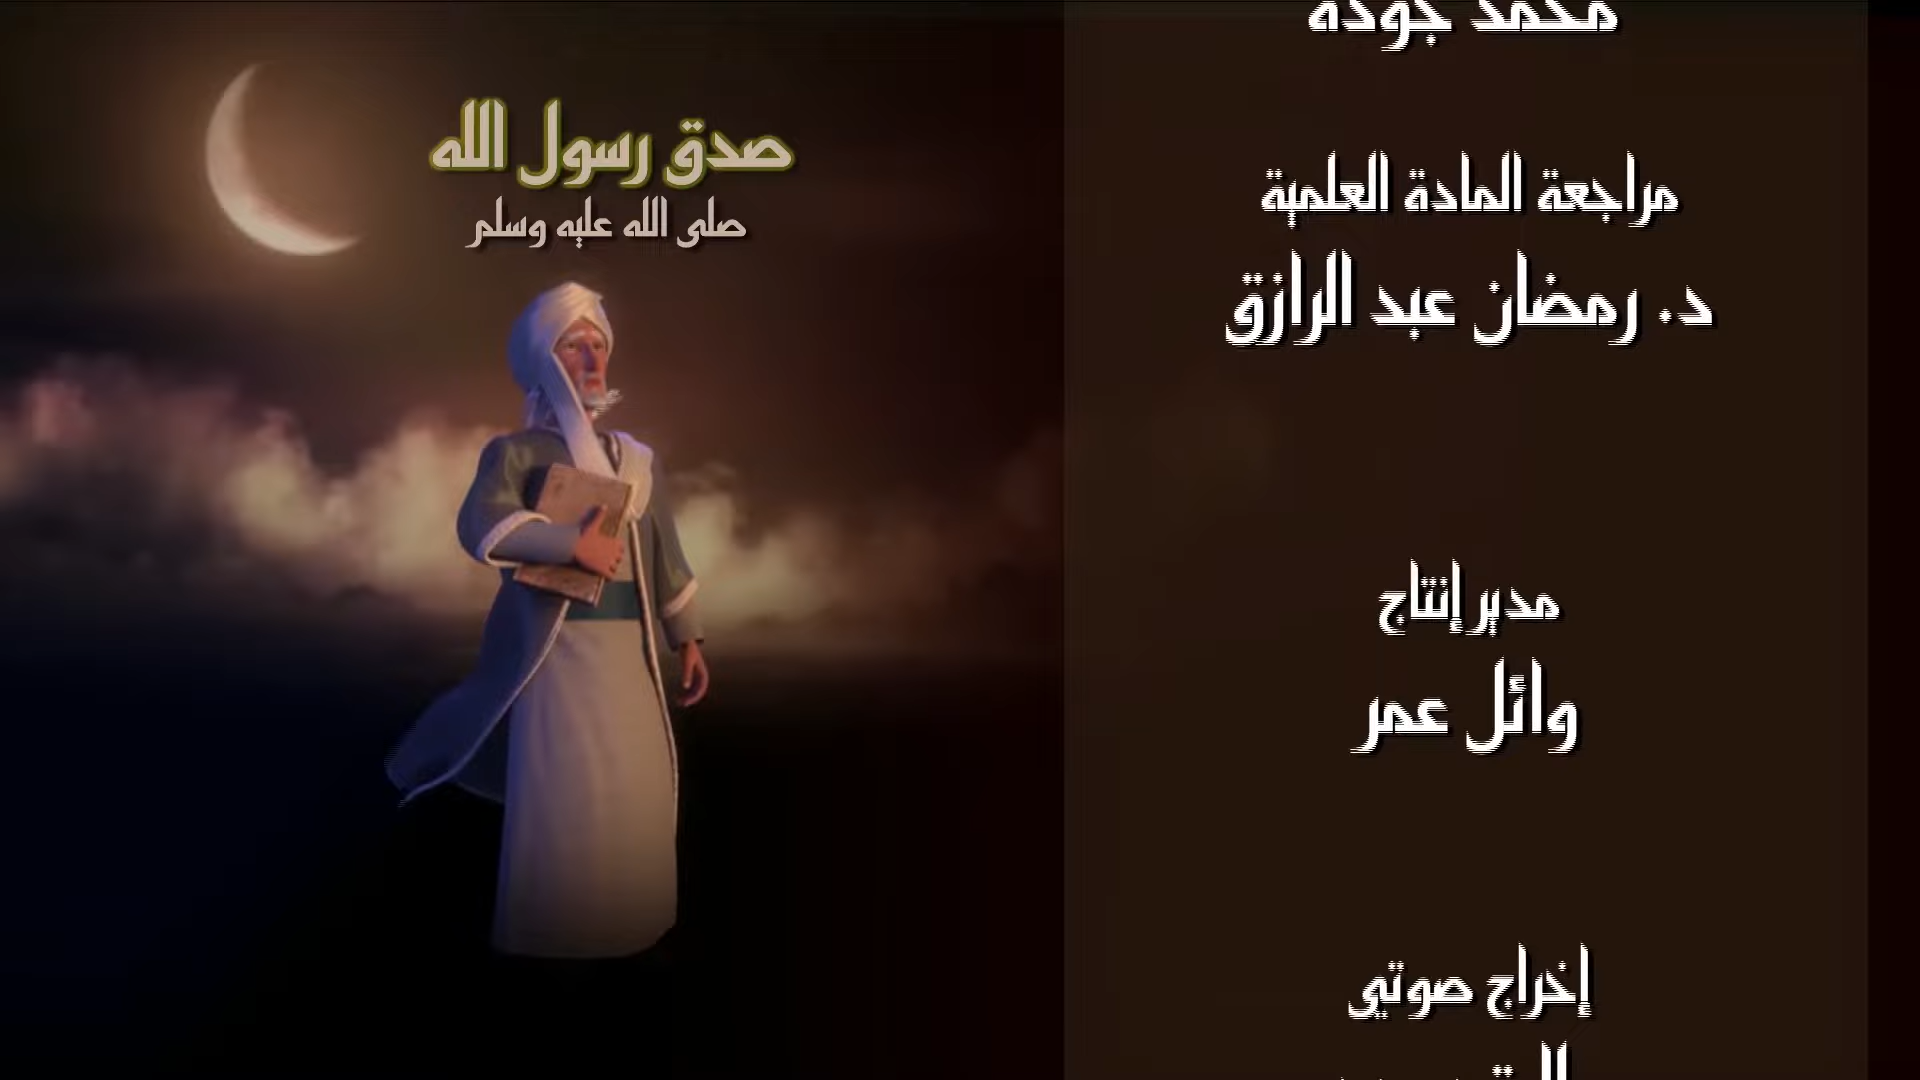 صدق رسول الله
صلى الله عليه وسلم
محمد جودة
مراجعة المادة العلمية
د. رمضان عبد الرازق
مدير إنتاج
وائل عمر
إخراج صوتي